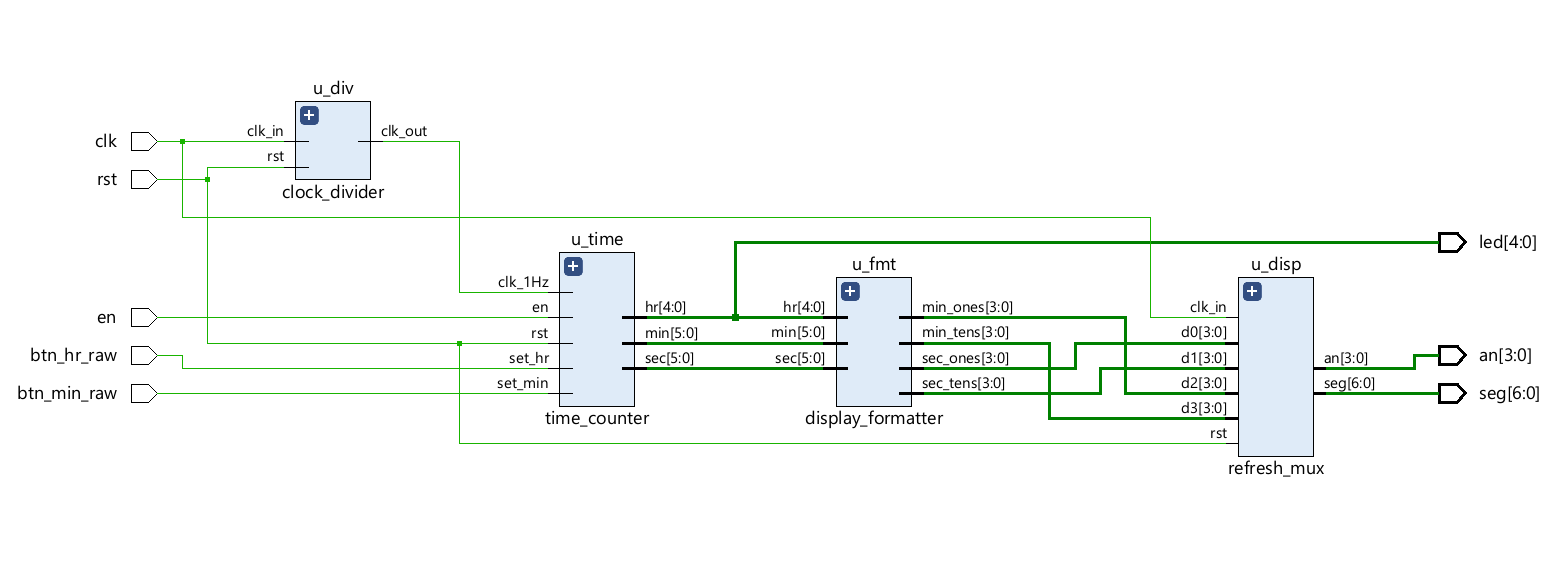 u_div
clk
clk_in
clk_out
rst
rst
clock_divider
u_time
led[4:0]
u_fmt
u_disp
clk_1Hz
en
en
hr[4:0]
hr[4:0]
min_ones[3:0]
clk_in
rst
min[5:0]
min[5:0]
min_tens[3:0]
d0[3:0]
btn_hr_raw
set_hr
sec[5:0]
sec[5:0]
sec_ones[3:0]
d1[3:0]
an[3:0]
an[3:0]
btn_min_raw
set_min
sec_tens[3:0]
d2[3:0]
seg[6:0]
seg[6:0]
time_counter
display_formatter
d3[3:0]
rst
refresh_mux